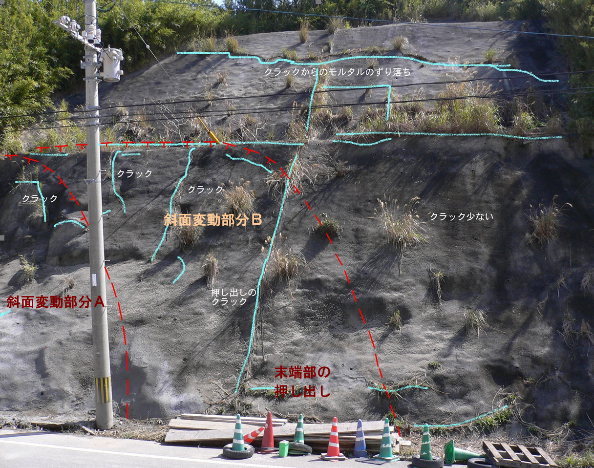 クラックからのモルタルのずり落ち
クラック
クラック
クラック
斜面変動部分B
クラック少ない
押し出しの
クラック
斜面変動部分A
末端部の
押し出し